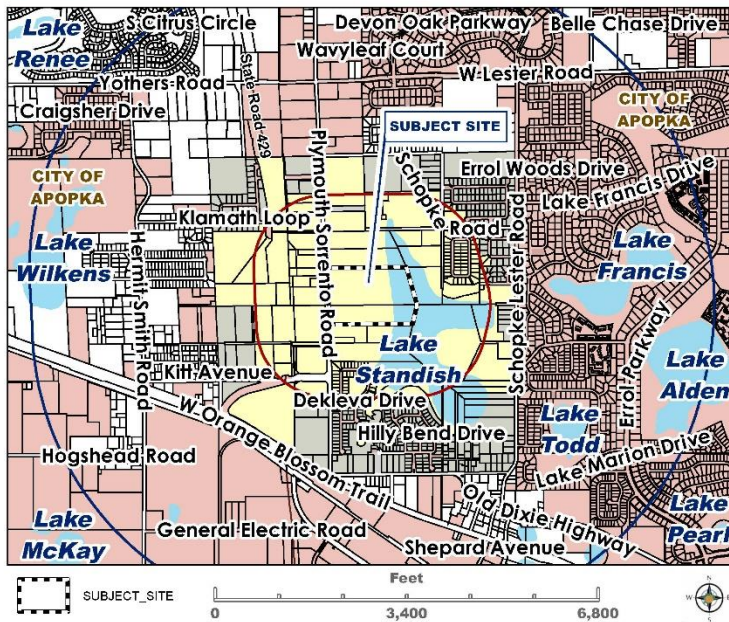 S Citrus Circle
Devon Oak Parkway
Belle Chase Drive
Lake
Renee
Wavyleaf Court
W Lester Road
Yothers Road
State Road 429
CITY OF
APOPKA
Craigsher Drive
SUBJECT SITE
Plymouth Sorrento Road
Schopke
Road
Errol Woods Drive
CITY OF
APOPKA
Lake Francis Drive
Klamath Loop
Lake
Wilkens
Hermit Smith Road
Schopke Lester Road
Lake
Francis
Errol Parkway
Lake
Standish
Kitt Avenue
Lake
Alden
Dekleva Drive
W Orange Blossom Trail
Hilly Bend Drive
Lake
Todd
Hogshead Road
Lake Marion Drive
Old Dixie Highway
Lake
Pearl
Lake
McKay
General Electric Road
Shepard Avenue
SUBJECT_SITE
Feet
0 3,400 6,800
N
W E
S